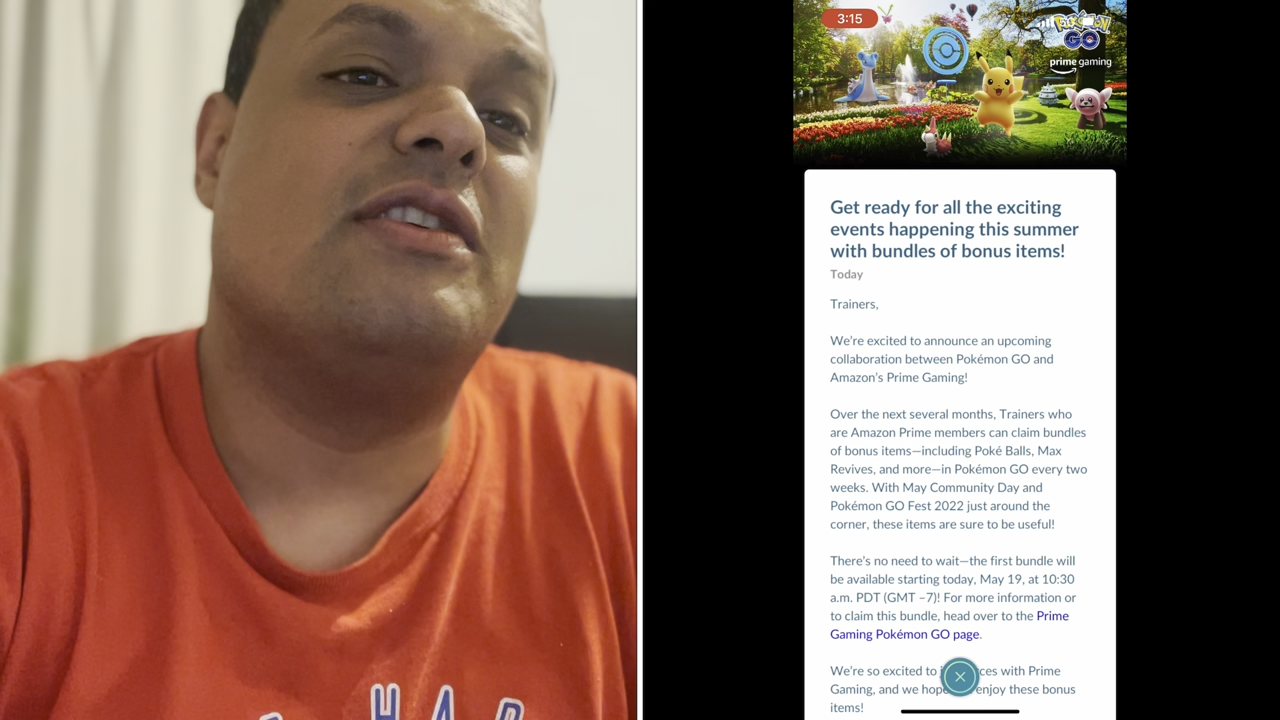 3:15
Pokémon
GO
prime gaming
Get ready for all the exciting
events happening this summer
with bundles of bonus items!
Today
Trainers,
We're excited to announce an upcoming
collaboration between Pokémon GO and
Amazon's Prime Gaming!
Over the next several months, Trainers who
are Amazon Prime members can claim bundles
of bonus items—including Poké Balls, Max
Revives, and more—in Pokémon GO every two
weeks. With May Community Day and
Pokémon GO Fest 2022 just around the
corner, these items are sure to be useful!
There's no need to wait—the first bundle will
be available starting today, May 19, at 10:30
a.m. PDT (GMT –7)! For more information or
to claim this bundle, head over to the Prime
Gaming Pokémon GO page.
We're so excited to with Prime
Gaming, and we hope enjoy these bonus
items!